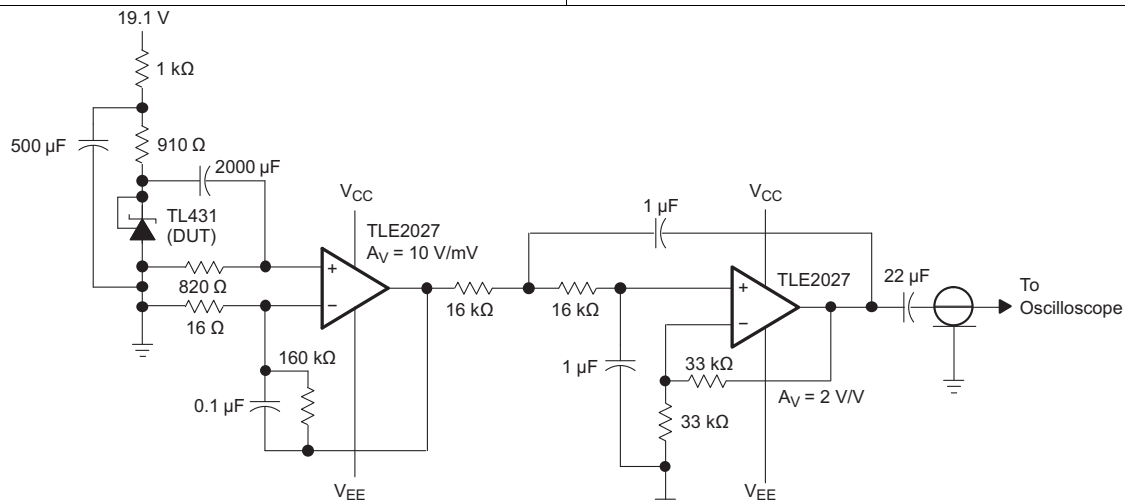 19.1 V
1 kΩ
500 µF
910 Ω
2000 µF
TL431
(DUT)
820 Ω
16 Ω
160 kΩ
0.1 µF
VCC
TLE2027
AV = 10 V/mV
+
−
VEE
16 kΩ
16 kΩ
1 µF
1 µF
VCC
TLE2027
+
−
33 kΩ
33 kΩ
AV = 2 V/V
VEE
22 µF
To
Oscilloscope